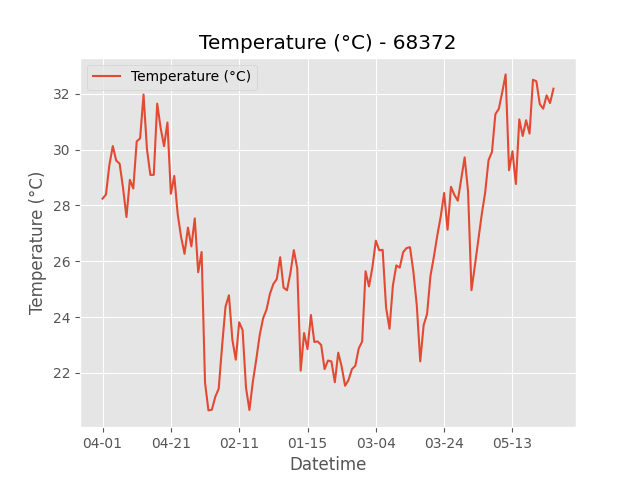 Temperature (°C) - 68372
Temperature (°C)
32
30
28
26
24
22
Temperature (°C)
04-01 04-21 02-11 01-15 03-04 03-24 05-13
Datetime